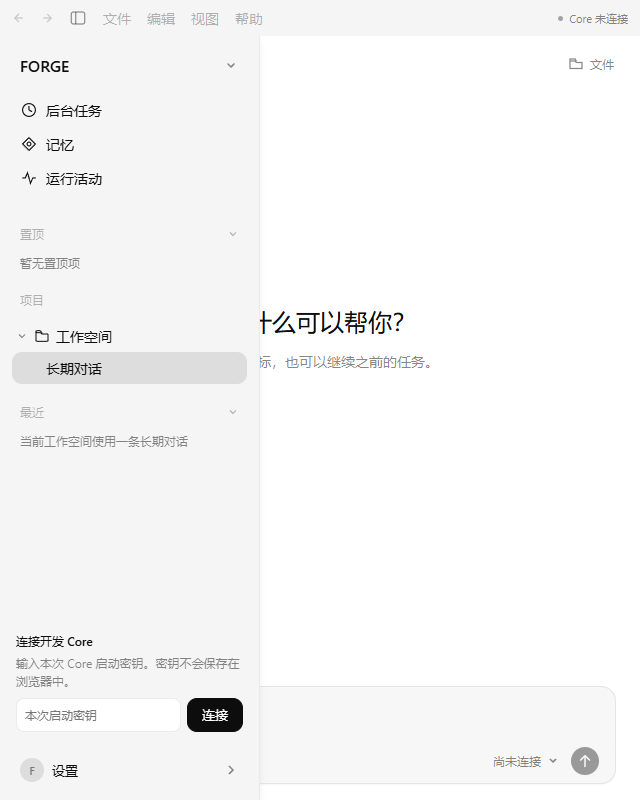 文件 编辑 视图 帮助
Core 未连接
FORGE
文件
后台任务
记忆
运行活动
置顶
暂无置顶项
项目
工作空间
长期对话
最近
当前工作空间使用一条长期对话
什么可以帮你？
标，也可以继续之前的任务。
连接开发 Core
输入本次 Core 启动密钥。密钥不会保存在
浏览器中。
本次启动密钥
连接
尚未连接
F
设置